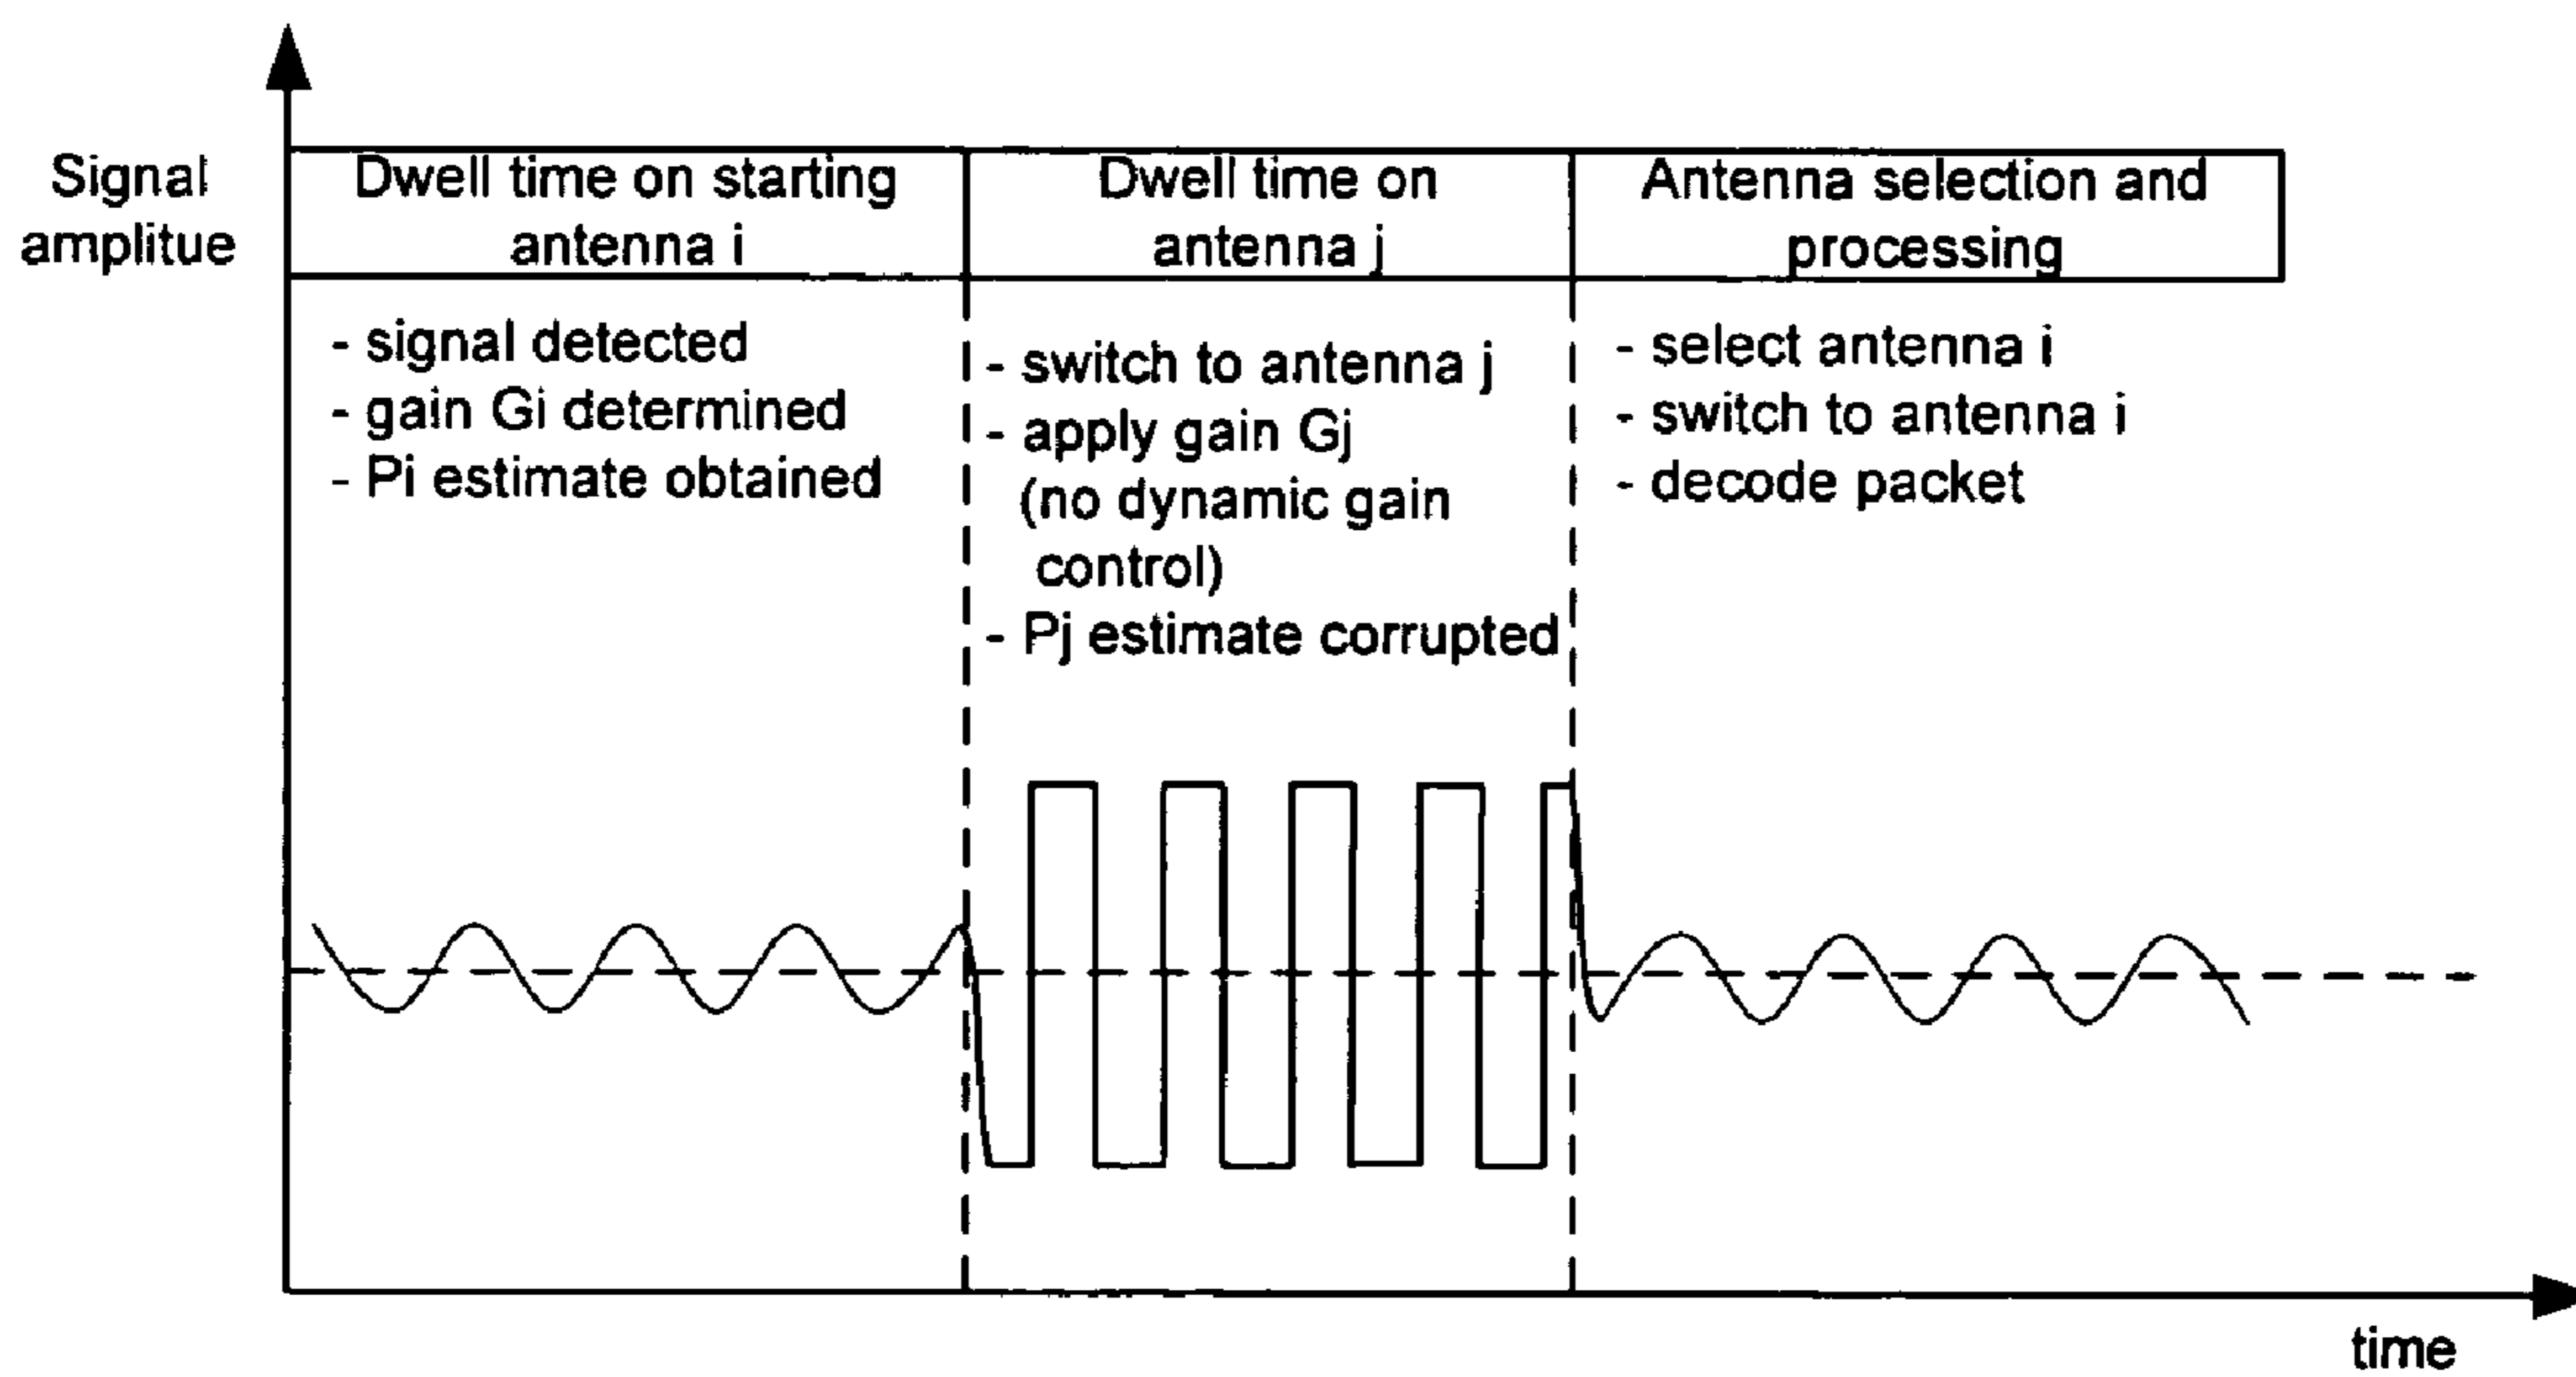 Signal
amplitue
Dwell time on starting
antenna i
Dwell time on
antenna j
Antenna selection and
processing
- signal detected
- gain Gi determined
- Pi estimate obtained
- switch to antenna j
- apply gain Gj
(no dynamic gain
control)
- Pj estimate corrupted
- select antenna i
- switch to antenna i
- decode packet
time